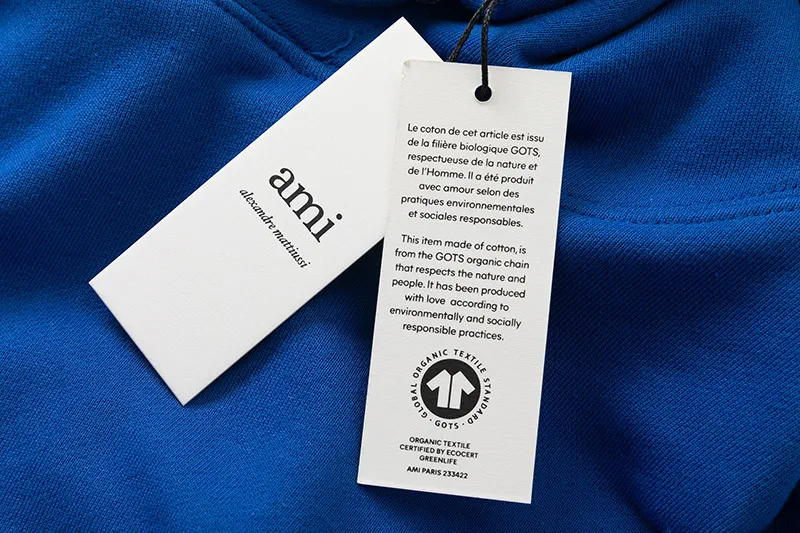 ami
alexandre mattiussi
Le coton de cet article est issu
de la filière biologique GOTS,
respectueuse de la nature et
de l'Homme. Il a été produit
avec amour selon des
pratiques environnementales
et sociales responsables.
This item made of cotton, is
from the GOTS organic chain
that respects the nature and
people. It has been produced
with love according to
environmentally and socially
responsible practices.
GLOBAL ORGANIC TEXTILE STANDARD
· GOTS ·
ORGANIC TEXTILE
CERTIFIED BY ECOCERT
GREENLIFE
AMI PARIS 233422